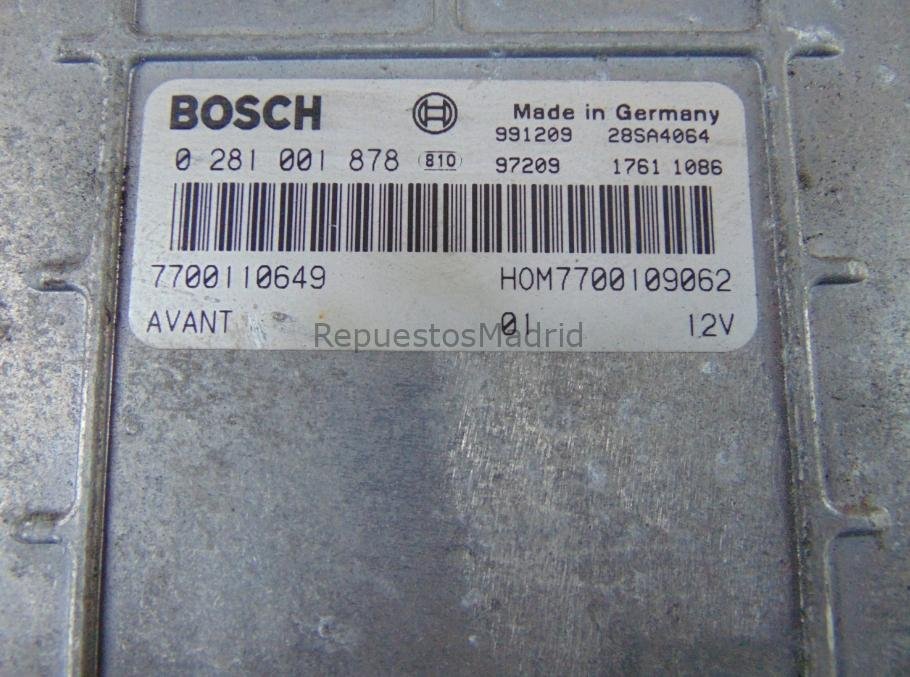 BOSCH Made in Germany
991209 28SA4064
0 281 001 878 810 97209 1761 1086
7700110649 HOM7700109062
AVANT 01 12V
RepuestosMadrid